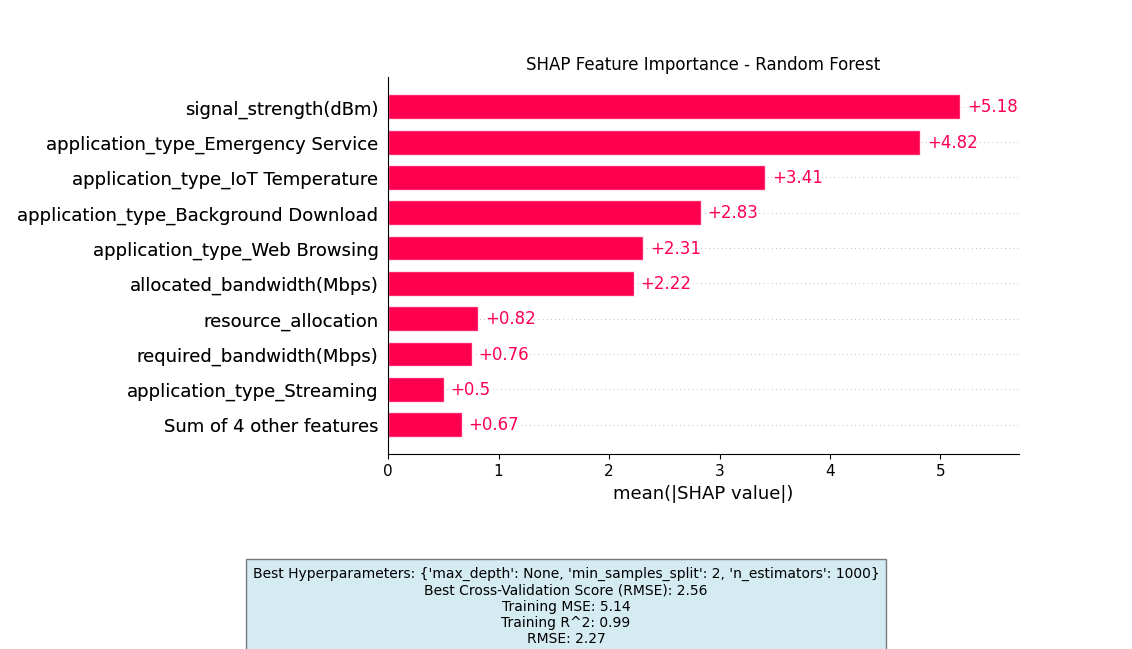 SHAP Feature Importance - Random Forest
signal_strength(dBm)
+5.18
application_type_Emergency Service
+4.82
application_type_IoT Temperature
+3.41
application_type_Background Download
+2.83
application_type_Web Browsing
+2.31
allocated_bandwidth(Mbps)
+2.22
resource_allocation
+0.82
required_bandwidth(Mbps)
+0.76
application_type_Streaming
+0.5
Sum of 4 other features
+0.67
0 1 2 3 4 5
mean(|SHAP value|)
Best Hyperparameters: {'max_depth': None, 'min_samples_split': 2, 'n_estimators': 1000}
Best Cross-Validation Score (RMSE): 2.56
Training MSE: 5.14
Training R^2: 0.99
RMSE: 2.27